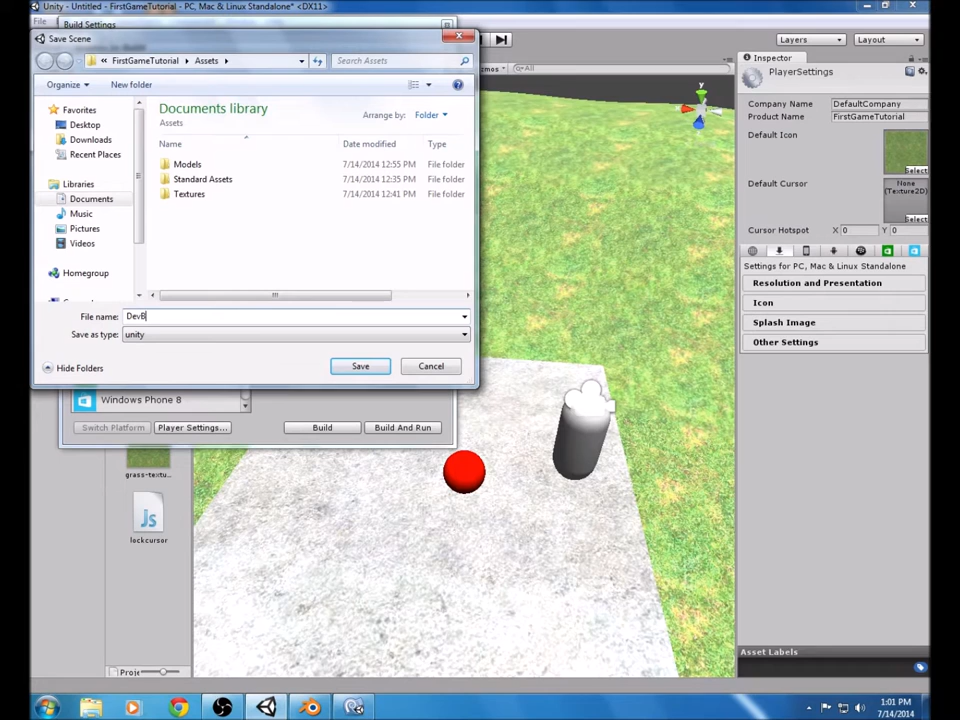 Unity - Untitled - FirstGameTutorial - PC, Mac & Linux Standalone* <DX11>
File
Build Settings
Save Scene
Layers
Layout
« FirstGameTutorial Assets
Search Assets
All
Inspector
Organize
New folder
PlayerSettings
Favorites
Desktop
Downloads
Recent Places
Libraries
Documents
Music
Pictures
Videos
Homegroup
Documents library
Assets
Arrange by: Folder
Name Date modified Type
Models 7/14/2014 12:55 PM File folder
Standard Assets 7/14/2014 12:35 PM File folder
Textures 7/14/2014 12:41 PM File folder
File name: DevB
Save as type: unity
Hide Folders
Save
Cancel
Company Name DefaultCompany
Product Name FirstGameTutorial
Default Icon
Select
Default Cursor
None
(Texture2D)
Select
Cursor Hotspot X 0 Y 0
Settings for PC, Mac & Linux Standalone
Resolution and Presentation
Icon
Splash Image
Other Settings
y
Windows Phone 8
Switch Platform
Player Settings...
Build
Build And Run
grass-textu...
Js
lockcursor
Asset Labels
1:01 PM
7/14/2014